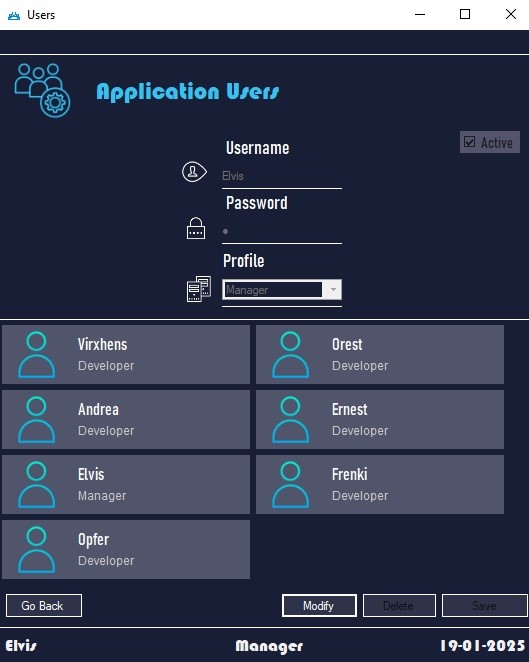 Users
Application Users
Active
Username
Elvis
Password
Profile
Manager
Virxhens
Developer
Orest
Developer
Andrea
Developer
Ernest
Developer
Elvis
Manager
Frenki
Developer
Opfer
Developer
Go Back
Modify
Delete
Save
Elvis
Manager
19-01-2025